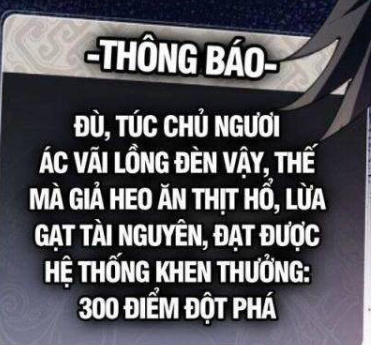 -THÔNG BÁO-
ĐÙ, TÚC CHỦ NGƯƠI
ÁC VÃI LỒNG ĐÈN VẬY, THẾ
MÀ GIẢ HEO ĂN THỊT HỔ, LỪA
GẠT TÀI NGUYÊN, ĐẠT ĐƯỢC
HỆ THỐNG KHEN THƯỞNG:
300 ĐIỂM ĐỘT PHÁ